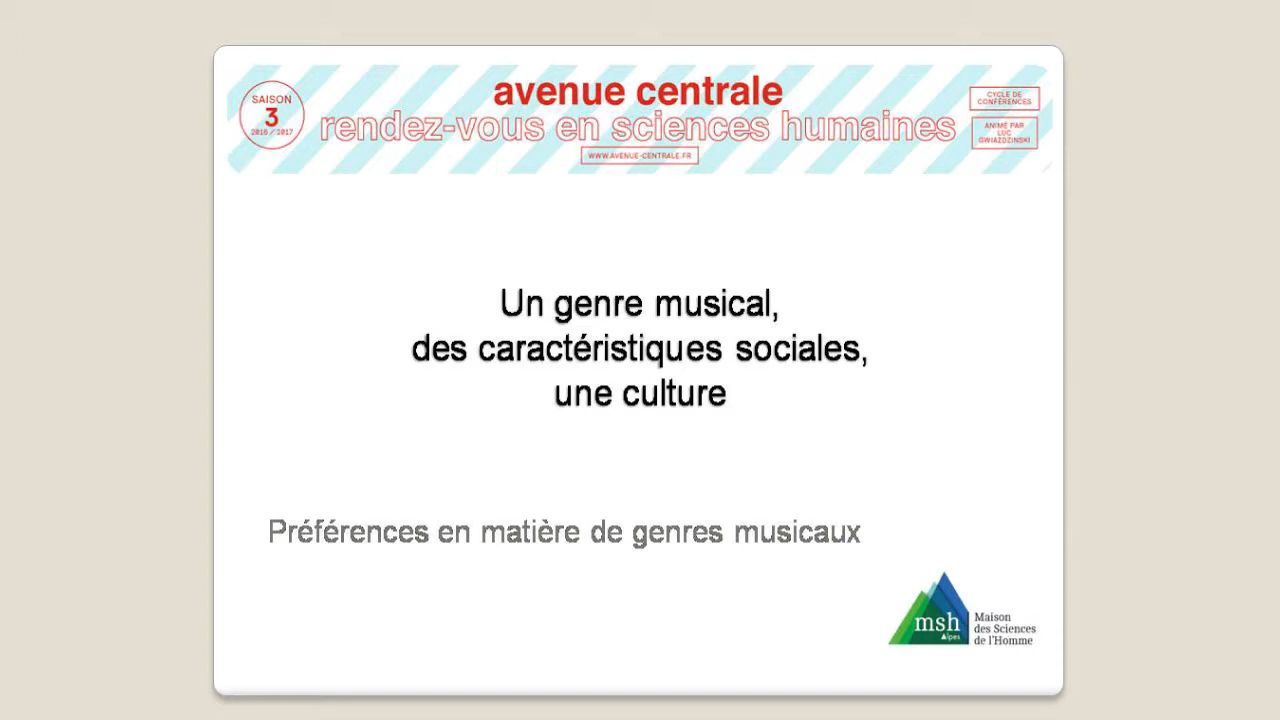 SAISON
3
2016 / 2017
avenue centrale
rendez-vous en sciences humaines
WWW.AVENUE-CENTRALE.FR
CYCLE DE
CONFÉRENCES
ANIMÉ PAR
LUC
GWIAZDZINSKI
Un genre musical,
des caractéristiques sociales,
une culture
Préférences en matière de genres musicaux
msh
Alpes
Maison
des Sciences
de l'Homme